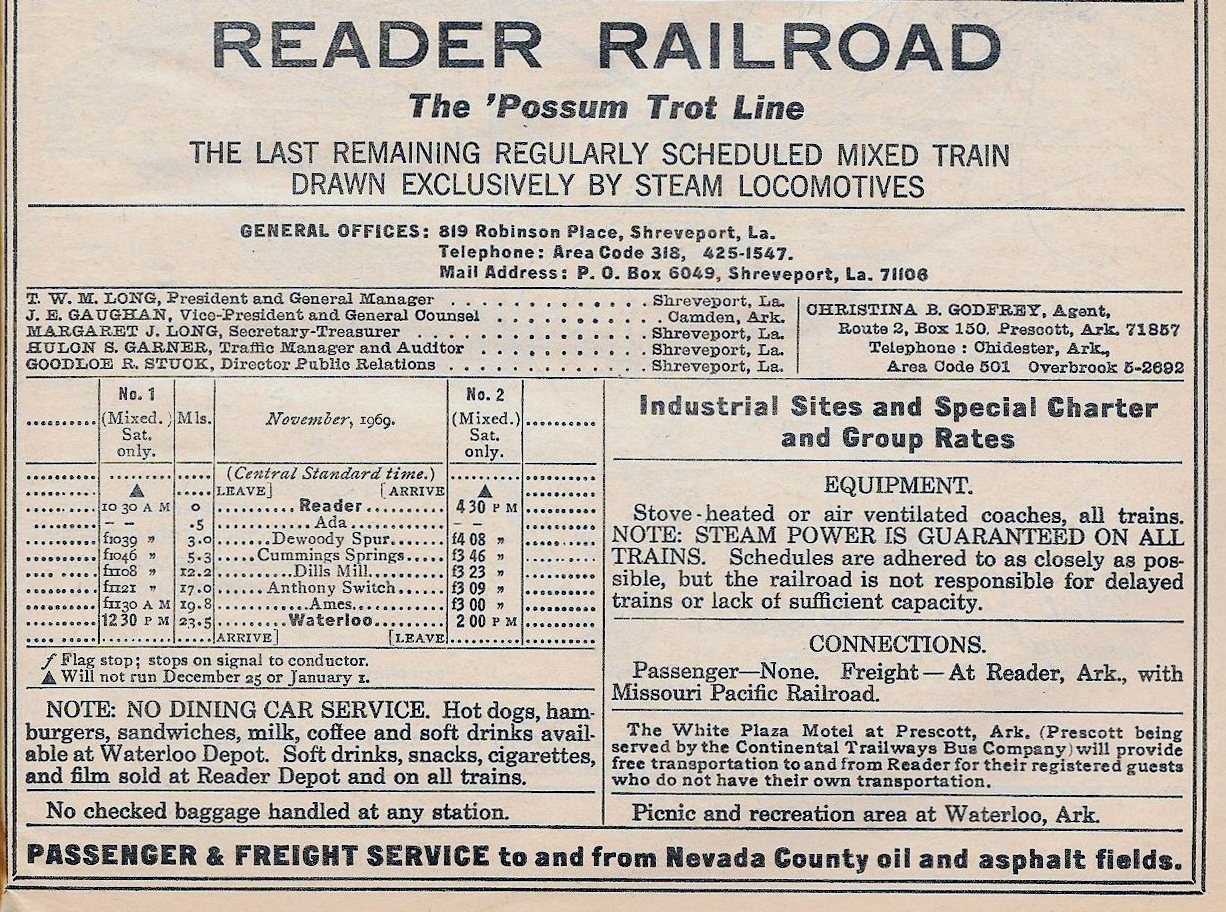 READER RAILROAD
The 'Possum Trot Line
THE LAST REMAINING REGULARLY SCHEDULED MIXED TRAIN
DRAWN EXCLUSIVELY BY STEAM LOCOMOTIVES
GENERAL OFFICES: 819 Robinson Place, Shreveport, La.
Telephone: Area Code 318, 425-1547.
Mail Address: P. O. Box 6049, Shreveport, La. 71106
T. W. M. LONG, President and General Manager . . . . . . . . . . . . Shreveport, La.
J. E. GAUGHAN, Vice-President and General Counsel . . . . . . . . . . Camden, Ark.
MARGARET J. LONG, Secretary-Treasurer . . . . . . . . . . . . . Shreveport, La.
HULON S. GARNER, Traffic Manager and Auditor . . . . . . . . . . Shreveport, La.
GOODLOE R. STUCK, Director Public Relations . . . . . . . . . . . . Shreveport, La.
CHRISTINA B. GODFREY, Agent,
Route 2, Box 150, Prescott, Ark. 71857
Telephone : Chidester, Ark.,
Area Code 501 Overbrook 5-2692
No. 1 (Mixed.) Sat. only. Mls. November, 1969. No. 2 (Mixed.) Sat. only.
(Central Standard time.)
▲ LEAVE] [ARRIVE ▲
10 30 A M 0 Reader 4 30 P M
– – .5 Ada – –
f1039 " 3.0 Dewoody Spur f4 08 "
f1046 " 5.3 Cummings Springs f3 46 "
f1108 " 12.2 Dills Mill f3 23 "
f1121 " 17.0 Anthony Switch f3 09 "
f1130 A M 19.8 Ames f3 00 "
12 30 P M 23.5 Waterloo 2 00 P M
ARRIVE] [LEAVE
f Flag stop; stops on signal to conductor.
▲ Will not run December 25 or January 1.
NOTE: NO DINING CAR SERVICE. Hot dogs, ham-
burgers, sandwiches, milk, coffee and soft drinks avail-
able at Waterloo Depot. Soft drinks, snacks, cigarettes,
and film sold at Reader Depot and on all trains.
No checked baggage handled at any station.
Industrial Sites and Special Charter
and Group Rates
EQUIPMENT.
Stove-heated or air ventilated coaches, all trains.
NOTE: STEAM POWER IS GUARANTEED ON ALL
TRAINS. Schedules are adhered to as closely as pos-
sible, but the railroad is not responsible for delayed
trains or lack of sufficient capacity.
CONNECTIONS.
Passenger—None. Freight—At Reader, Ark., with
Missouri Pacific Railroad.
The White Plaza Motel at Prescott, Ark. (Prescott being
served by the Continental Trailways Bus Company) will provide
free transportation to and from Reader for their registered guests
who do not have their own transportation.
Picnic and recreation area at Waterloo, Ark.
PASSENGER & FREIGHT SERVICE to and from Nevada County oil and asphalt fields.